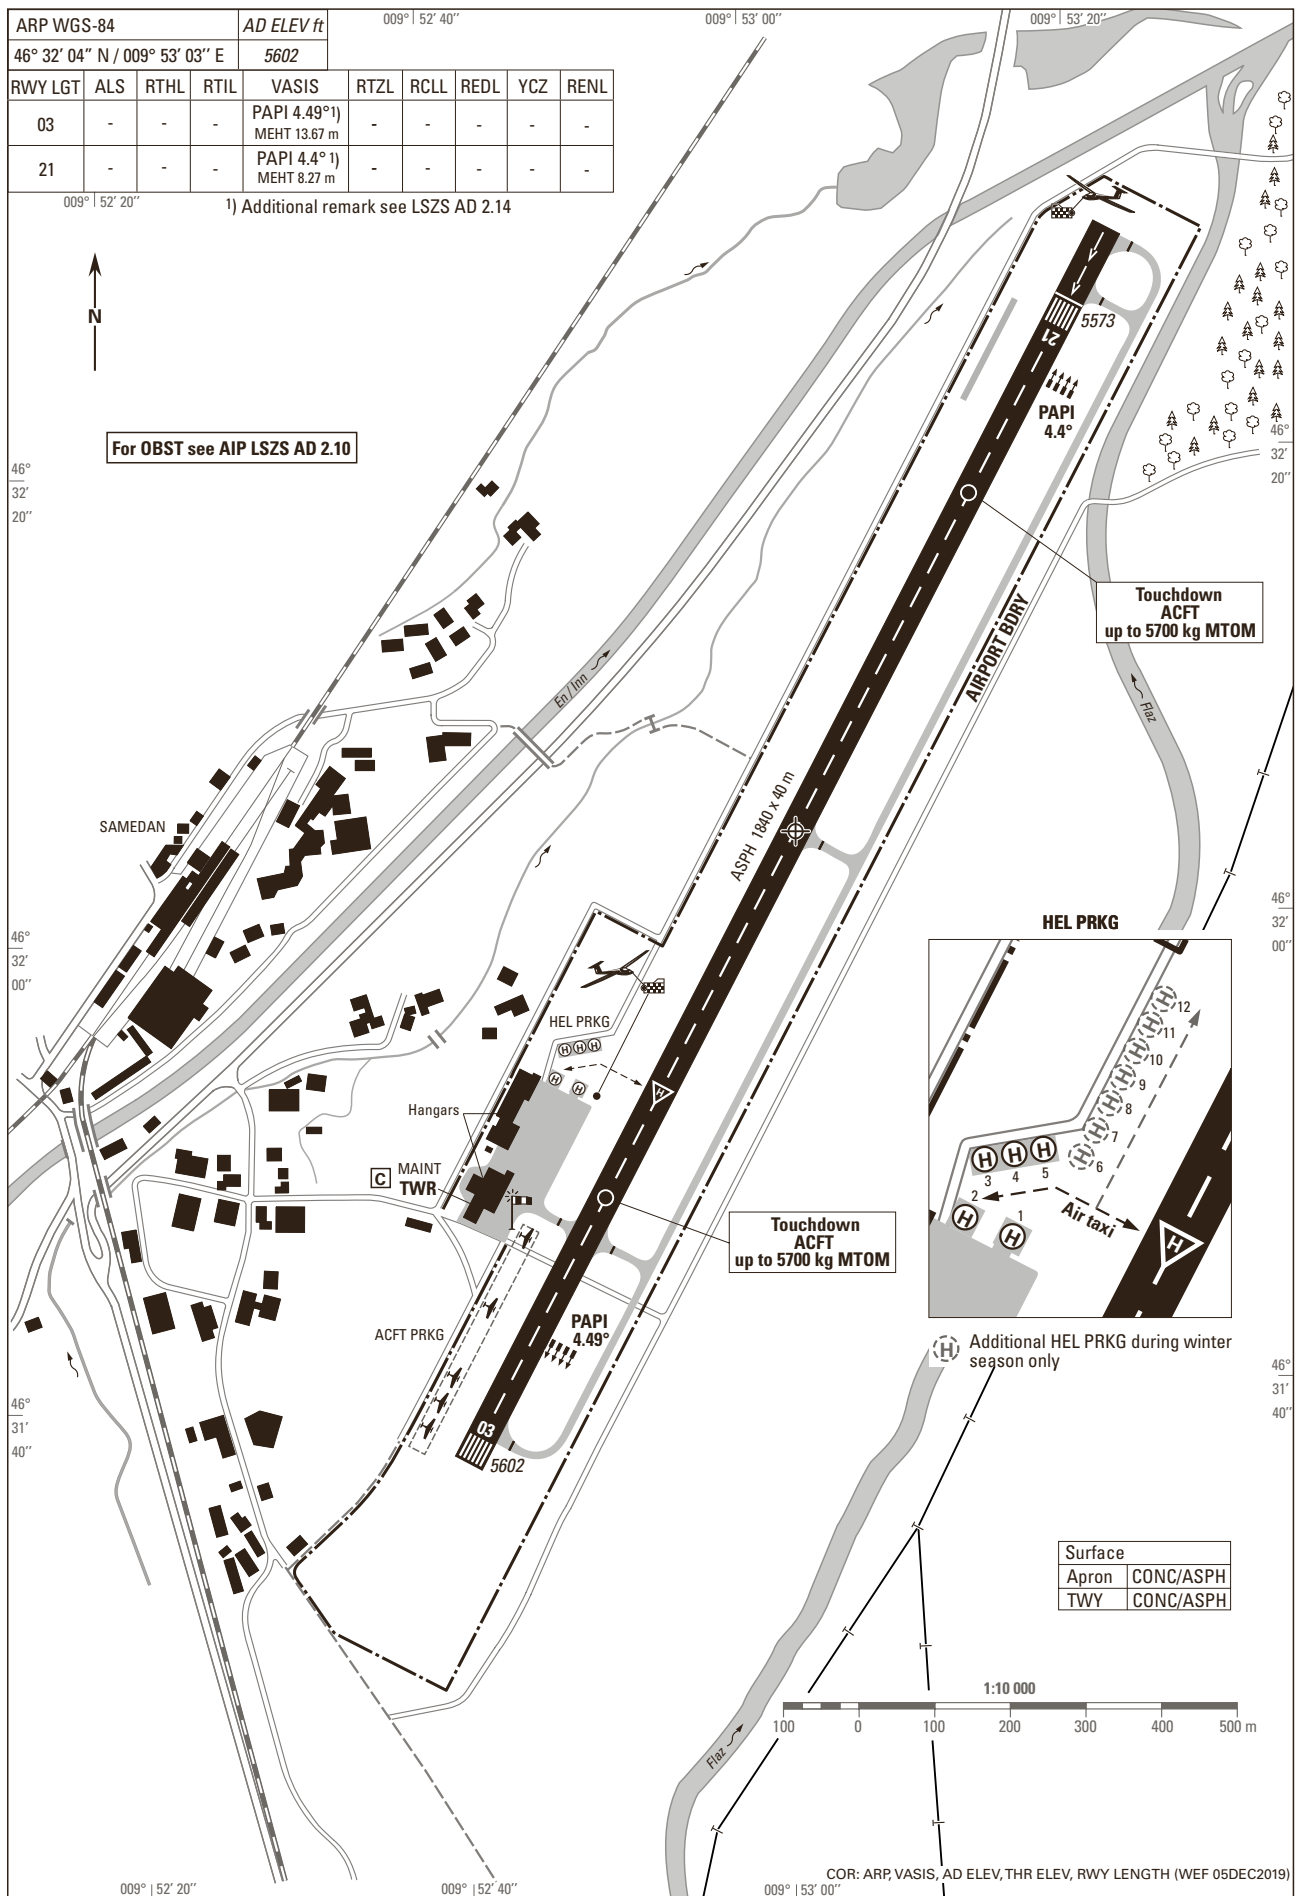 009° 52' 40''
009° 53' 00''
009° 53' 20''
ARP WGS-84 AD ELEV ft
46° 32' 04'' N / 009° 53' 03'' E 5602
RWY LGT ALS RTHL RTIL VASIS RTZL RCLL REDL YCZ RENL
03 - - - PAPI 4.49° 1) - - - - -
MEHT 13.67 m
21 - - - PAPI 4.4° 1) - - - - -
MEHT 8.27 m
009° 52' 20''
1) Additional remark see LSZS AD 2.14
N
For OBST see AIP LSZS AD 2.10
46°
32'
20''
5573
21
PAPI
4.4°
46°
32'
20''
Touchdown
ACFT
up to 5700 kg MTOM
AIRPORT BDRY
En / Inn
Flaz
SAMEDAN
ASPH 1840 x 40 m
46°
32'
00''
46°
32'
00''
HEL PRKG
HEL PRKG
H H H
H H
H
Hangars
C MAINT
TWR
Touchdown
ACFT
up to 5700 kg MTOM
H 12
H 11
H 10
H 9
H 8
H 7
H 6
H H H
3 4 5
2
H
1
H
Air taxi
H
H Additional HEL PRKG during winter
season only
ACFT PRKG
PAPI
4.49°
03
5602
46°
31'
40''
46°
31'
40''
Surface
Apron CONC/ASPH
TWY CONC/ASPH
1:10 000
100 0 100 200 300 400 500 m
Flaz
COR: ARP, VASIS, AD ELEV, THR ELEV, RWY LENGTH (WEF 05DEC2019)
009° 52' 20''
009° 52' 40''
009° 53' 00''